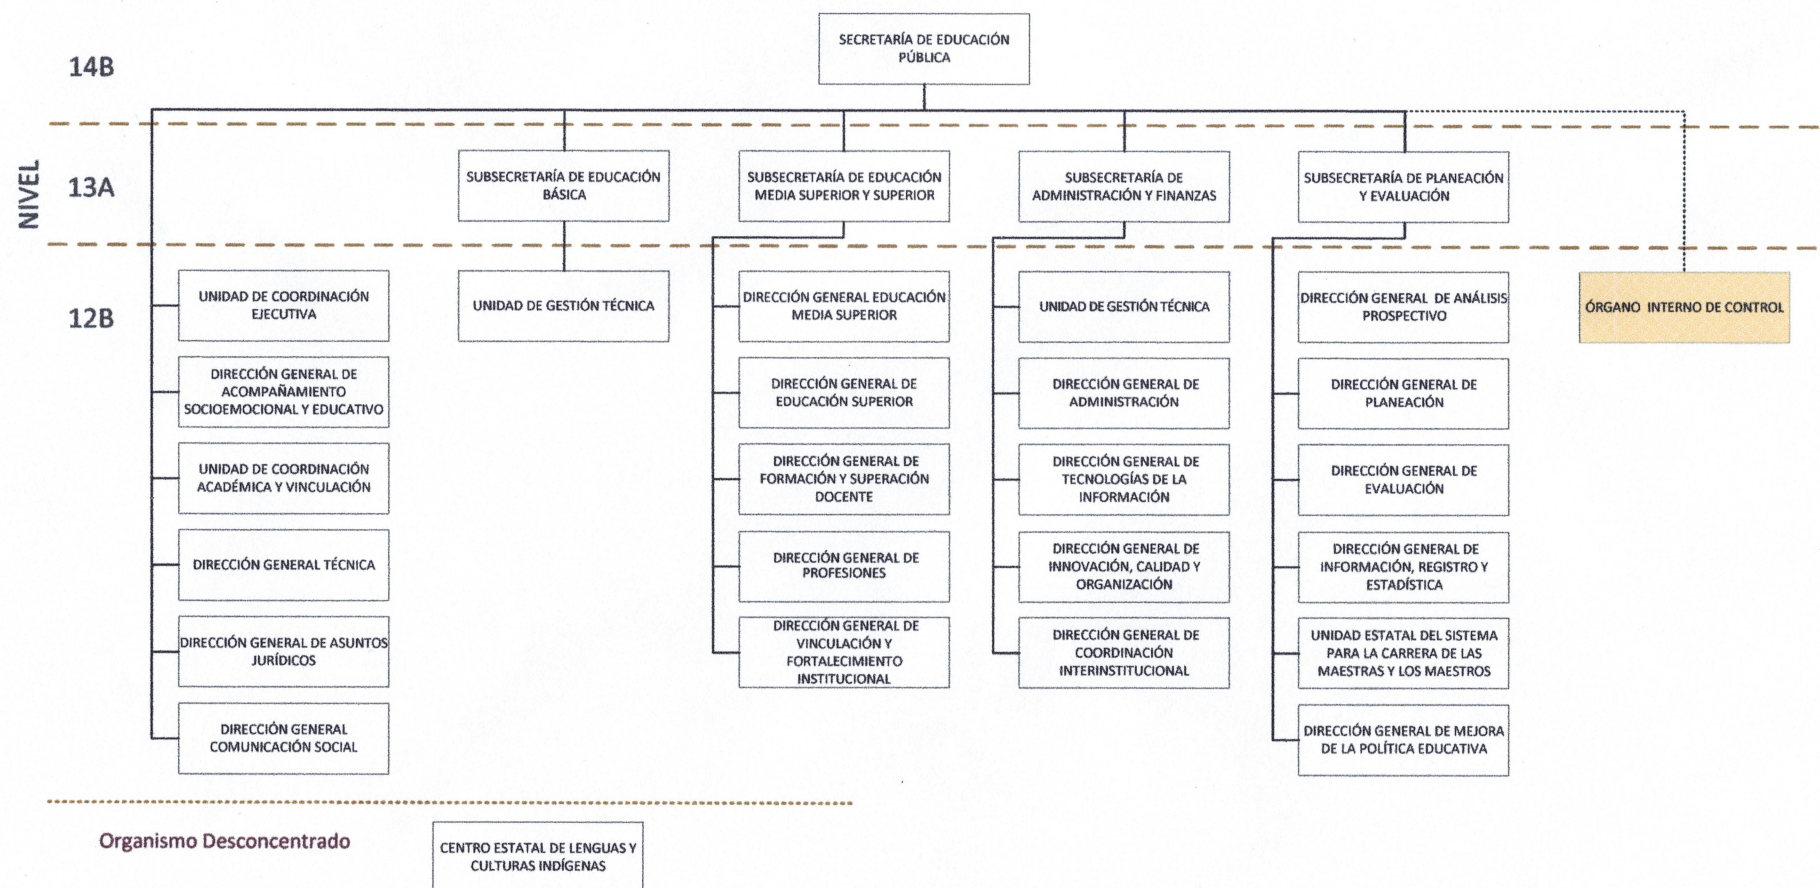 SECRETARÍA DE EDUCACIÓN
PÚBLICA
14B
NIVEL
13A
SUBSECRETARÍA DE EDUCACIÓN
BÁSICA
SUBSECRETARÍA DE EDUCACIÓN
MEDIA SUPERIOR Y SUPERIOR
SUBSECRETARÍA DE
ADMINISTRACIÓN Y FINANZAS
SUBSECRETARÍA DE PLANEACIÓN
Y EVALUACIÓN
12B
UNIDAD DE COORDINACIÓN
EJECUTIVA
DIRECCIÓN GENERAL DE
ACOMPAÑAMIENTO
SOCIOEMOCIONAL Y EDUCATIVO
UNIDAD DE COORDINACIÓN
ACADÉMICA Y VINCULACIÓN
DIRECCIÓN GENERAL TÉCNICA
DIRECCIÓN GENERAL DE ASUNTOS
JURÍDICOS
DIRECCIÓN GENERAL
COMUNICACIÓN SOCIAL
UNIDAD DE GESTIÓN TÉCNICA
DIRECCIÓN GENERAL EDUCACIÓN
MEDIA SUPERIOR
DIRECCIÓN GENERAL DE
EDUCACIÓN SUPERIOR
DIRECCIÓN GENERAL DE
FORMACIÓN Y SUPERACIÓN
DOCENTE
DIRECCIÓN GENERAL DE
PROFESIONES
DIRECCIÓN GENERAL DE
VINCULACIÓN Y
FORTALECIMIENTO
INSTITUCIONAL
UNIDAD DE GESTIÓN TÉCNICA
DIRECCIÓN GENERAL DE
ADMINISTRACIÓN
DIRECCIÓN GENERAL DE
TECNOLOGÍAS DE LA
INFORMACIÓN
DIRECCIÓN GENERAL DE
INNOVACIÓN, CALIDAD Y
ORGANIZACIÓN
DIRECCIÓN GENERAL DE
COORDINACIÓN
INTERINSTITUCIONAL
DIRECCIÓN GENERAL DE ANÁLISIS
PROSPECTIVO
DIRECCIÓN GENERAL DE
PLANEACIÓN
DIRECCIÓN GENERAL DE
EVALUACIÓN
DIRECCIÓN GENERAL DE
INFORMACIÓN, REGISTRO Y
ESTADÍSTICA
UNIDAD ESTATAL DEL SISTEMA
PARA LA CARRERA DE LAS
MAESTRAS Y LOS MAESTROS
DIRECCIÓN GENERAL DE MEJORA
DE LA POLÍTICA EDUCATIVA
ÓRGANO INTERNO DE CONTROL
Organismo Desconcentrado
CENTRO ESTATAL DE LENGUAS Y
CULTURAS INDÍGENAS